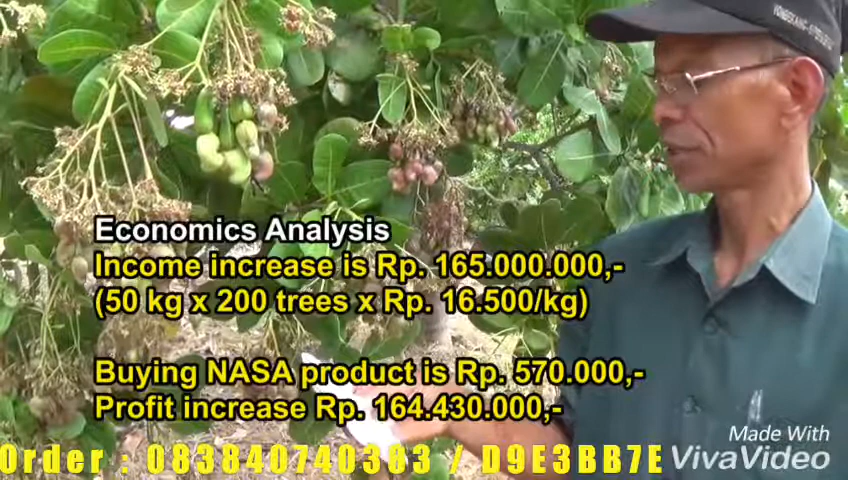 Economics Analysis
Income increase is Rp. 165.000.000,-
(50 kg x 200 trees x Rp. 16.500/kg)
Buying NASA product is Rp. 570.000,-
Profit increase Rp. 164.430.000,-
Order : 083840740383 / D9E3BB7E
Made With
VivaVideo